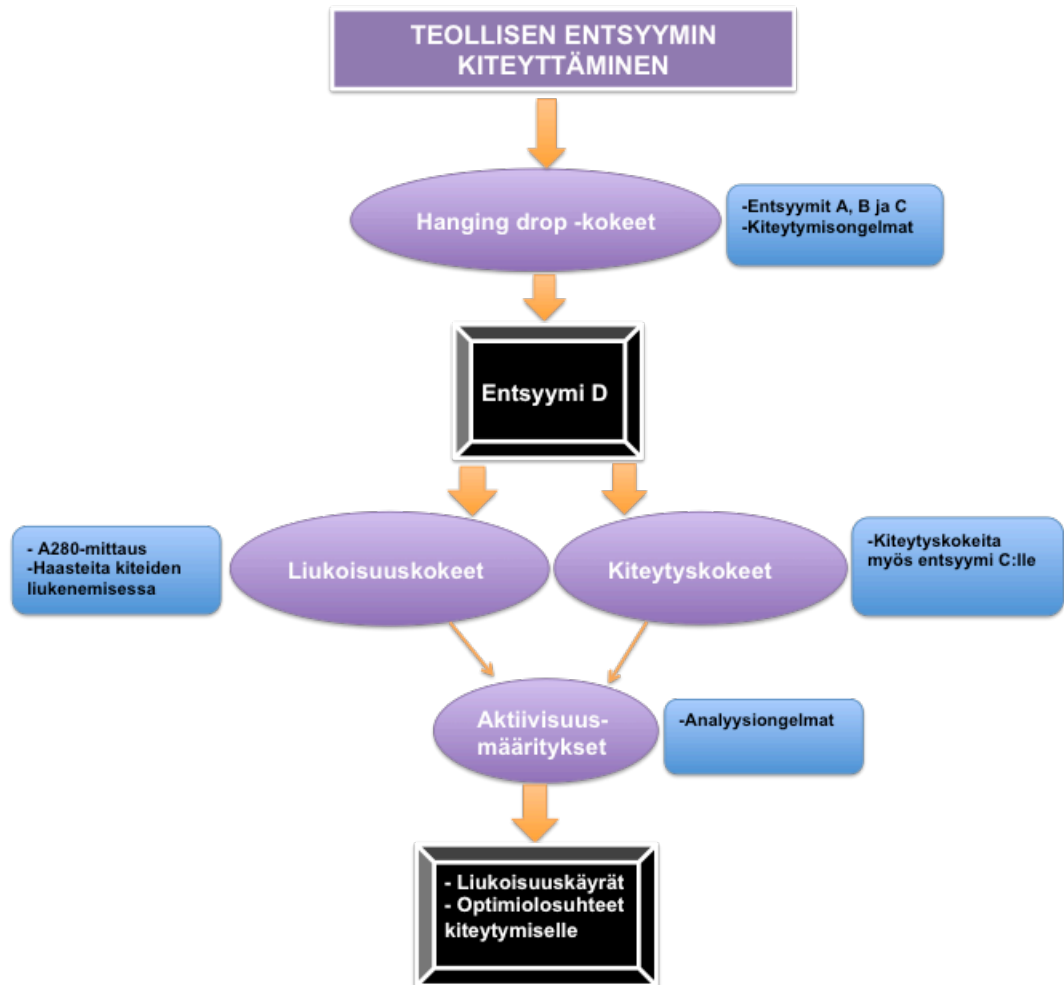 TEOLLISEN ENTSYYMIN
KITEYTTÄMINEN
Hanging drop -kokeet
-Entsyymit A, B ja C
-Kiteytymisongelmat
Entsyymi D
- A280-mittaus
-Haasteita kiteiden
liukenemisessa
Liukoisuuskokeet
Kiteytyskokeet
-Kiteytyskokeita
myös entsyymi C:lle
Aktiivisuus-
määritykset
-Analyysiongelmat
- Liukoisuuskäyrät
- Optimiolosuhteet
kiteytymiselle